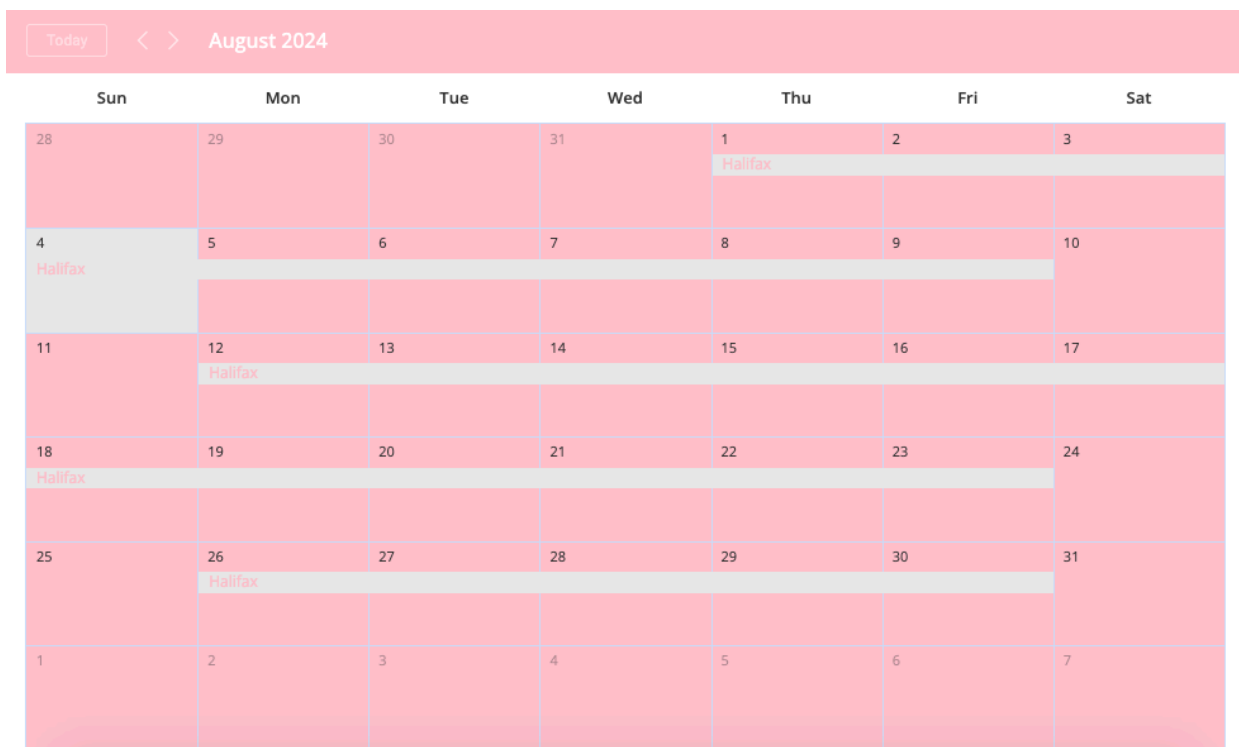 Today < > August 2024
Sun Mon Tue Wed Thu Fri Sat
28 29 30 31 1 2 3
Halifax
4 5 6 7 8 9 10
Halifax
11 12 13 14 15 16 17
Halifax
18 19 20 21 22 23 24
Halifax
25 26 27 28 29 30 31
Halifax
1 2 3 4 5 6 7